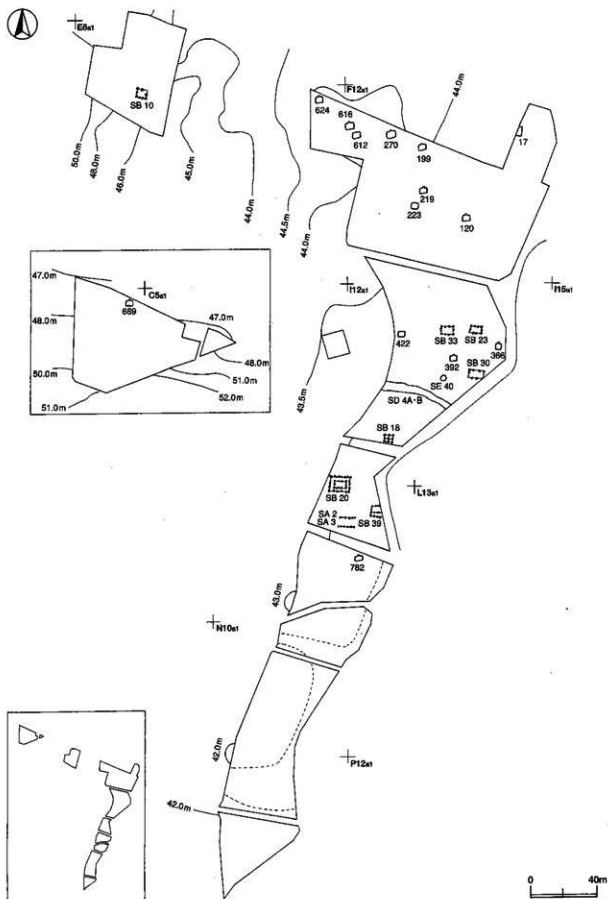 E8a1
SB 10
50.0m
48.0m
46.0m
45.0m
44.0m
44.5m
44.0m
F12a1
44.0m
624
616
612
270
199
17
219
223
120
47.0m
C5a1
669
47.0m
48.0m
48.0m
50.0m
51.0m
51.0m
52.0m
I12a1
I15a1
422
SB 33
SB 23
366
392
SB 30
SE 40
43.5m
SD 4A·B
SB 18
SB 20
L13a1
SA 2
SA 3
SB 39
782
43.0m
N10a1
42.0m
P12a1
42.0m
0 40m